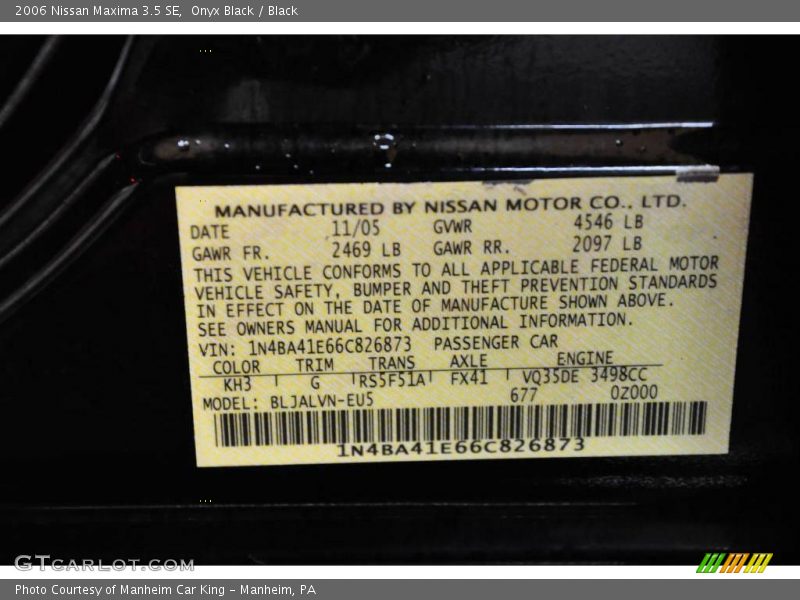 2006 Nissan Maxima 3.5 SE, Onyx Black / Black
MANUFACTURED BY NISSAN MOTOR CO., LTD.
DATE 11/05 GVWR 4546 LB
GAWR FR. 2469 LB GAWR RR. 2097 LB
THIS VEHICLE CONFORMS TO ALL APPLICABLE FEDERAL MOTOR
VEHICLE SAFETY, BUMPER AND THEFT PREVENTION STANDARDS
IN EFFECT ON THE DATE OF MANUFACTURE SHOWN ABOVE.
SEE OWNERS MANUAL FOR ADDITIONAL INFORMATION.
VIN: 1N4BA41E66C826873 PASSENGER CAR
COLOR TRIM TRANS AXLE ENGINE
KH3 G RS5F51A FX41 VQ35DE 3498CC
MODEL: BLJALVN-EU5 677 0Z000
1N4BA41E66C826873
GTCARLOT.COM
Photo Courtesy of Manheim Car King - Manheim, PA